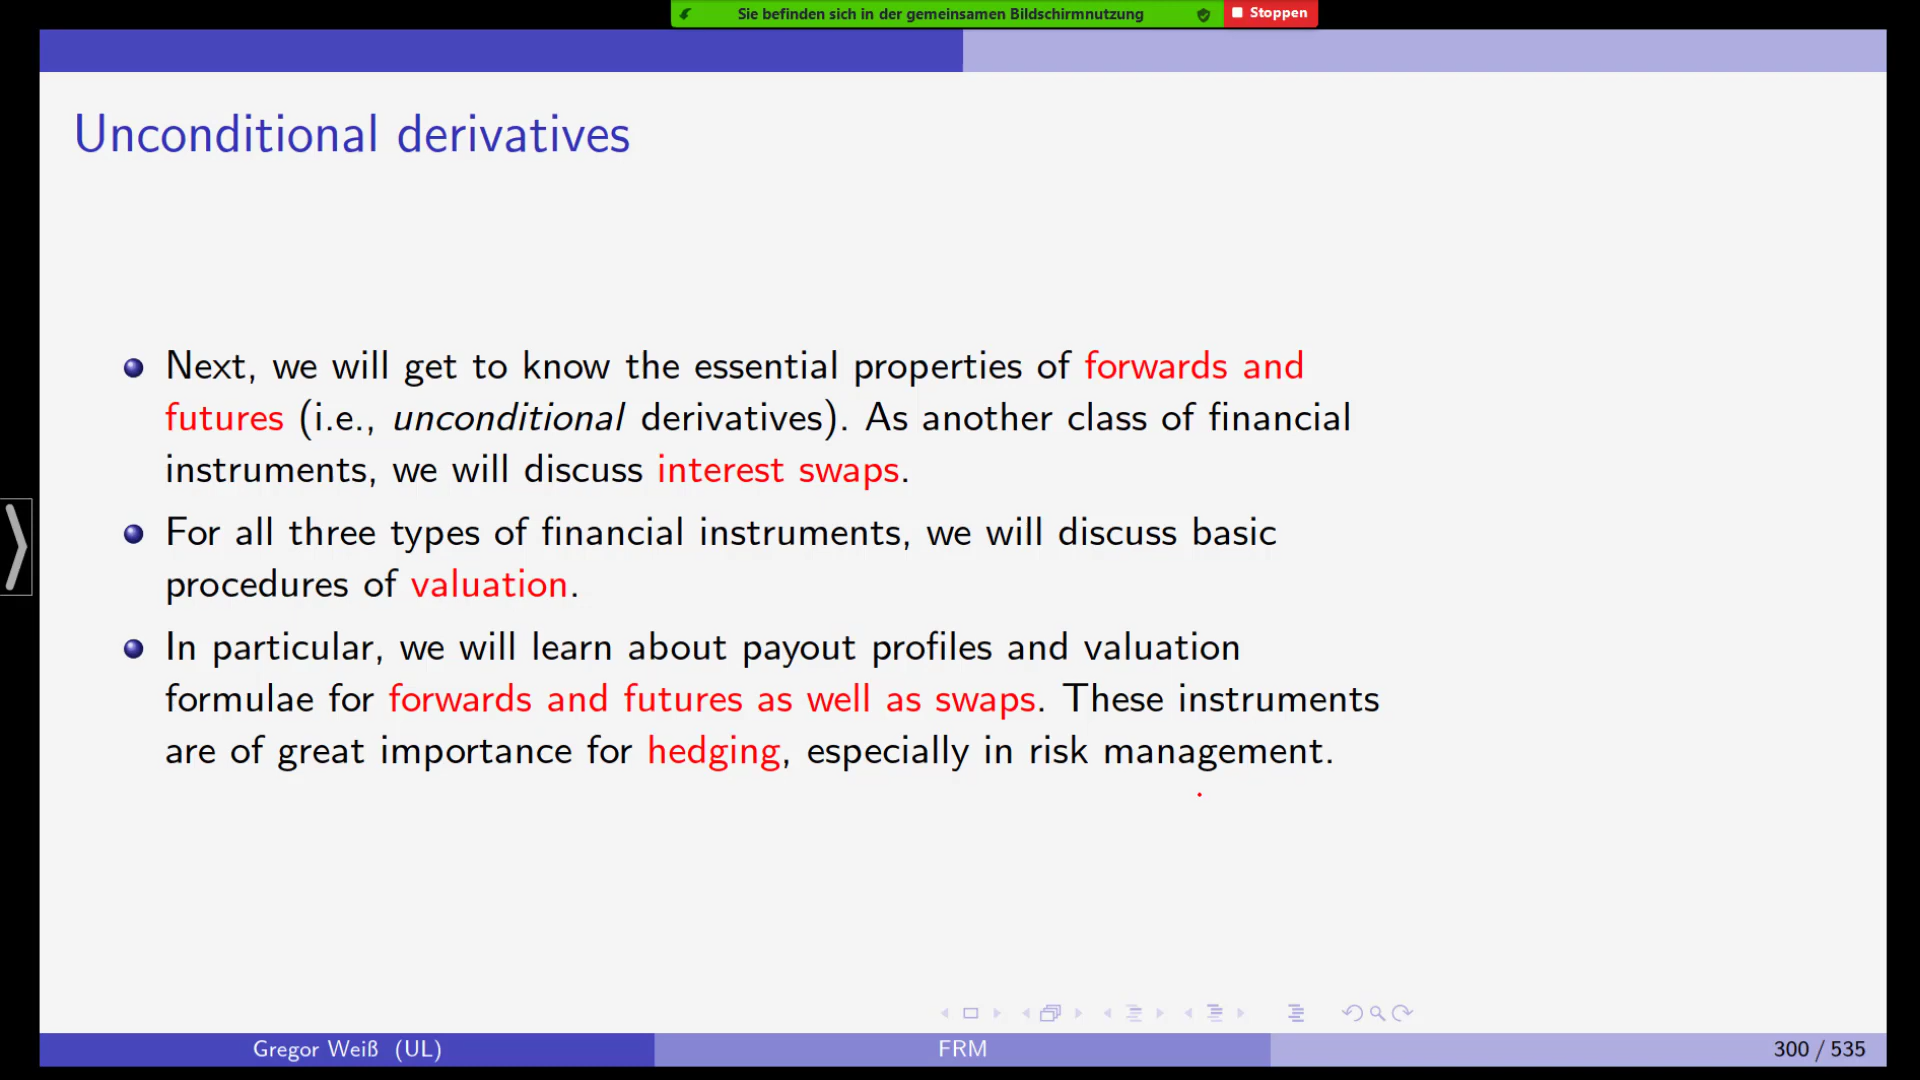 Sie befinden sich in der gemeinsamen Bildschirmnutzung
Stoppen
Unconditional derivatives
Next, we will get to know the essential properties of forwards and
futures (i.e., unconditional derivatives). As another class of financial
instruments, we will discuss interest swaps.
For all three types of financial instruments, we will discuss basic
procedures of valuation.
In particular, we will learn about payout profiles and valuation
formulae for forwards and futures as well as swaps. These instruments
are of great importance for hedging, especially in risk management.
Gregor Weiß (UL)
FRM
300 / 535